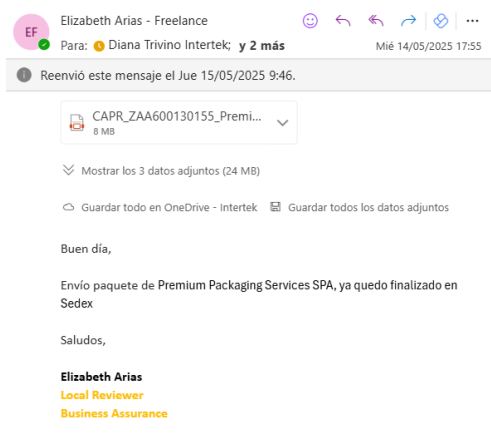 Elizabeth Arias - Freelance
EF
Para: Diana Trivino Intertek; y 2 más
Mié 14/05/2025 17:55
Reenvió este mensaje el Jue 15/05/2025 9:46.
CAPR_ZAA600130155_Premi...
8 MB
Mostrar los 3 datos adjuntos (24 MB)
Guardar todo en OneDrive - Intertek Guardar todos los datos adjuntos
Buen día,
Envío paquete de Premium Packaging Services SPA, ya quedo finalizado en
Sedex
Saludos,
Elizabeth Arias
Local Reviewer
Business Assurance